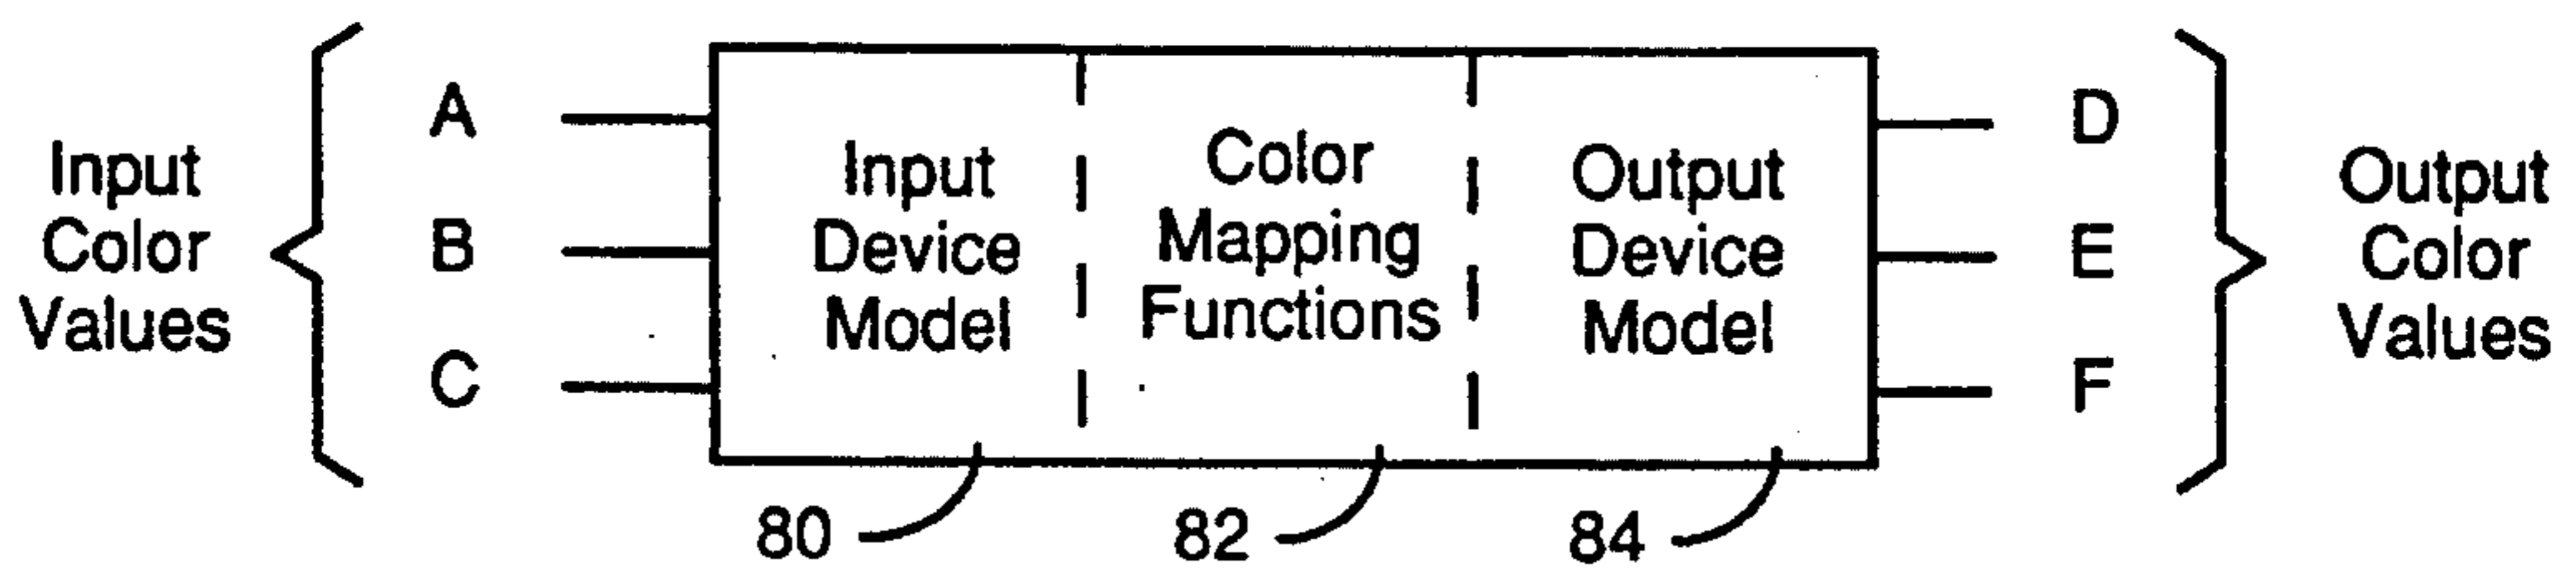 Input
Color
Values
A
B
C
Input
Device
Model
Color
Mapping
Functions
Output
Device
Model
D
E
F
Output
Color
Values
80
82
84